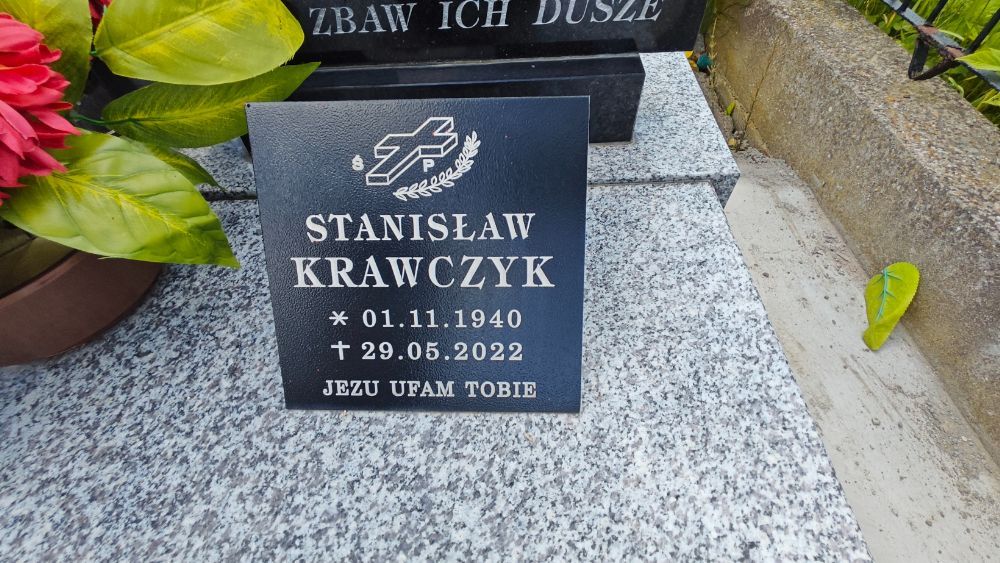 ZBAW ICH DUSZE
Ś P
STANISŁAW
KRAWCZYK
* 01.11.1940
✝ 29.05.2022
JEZU UFAM TOBIE